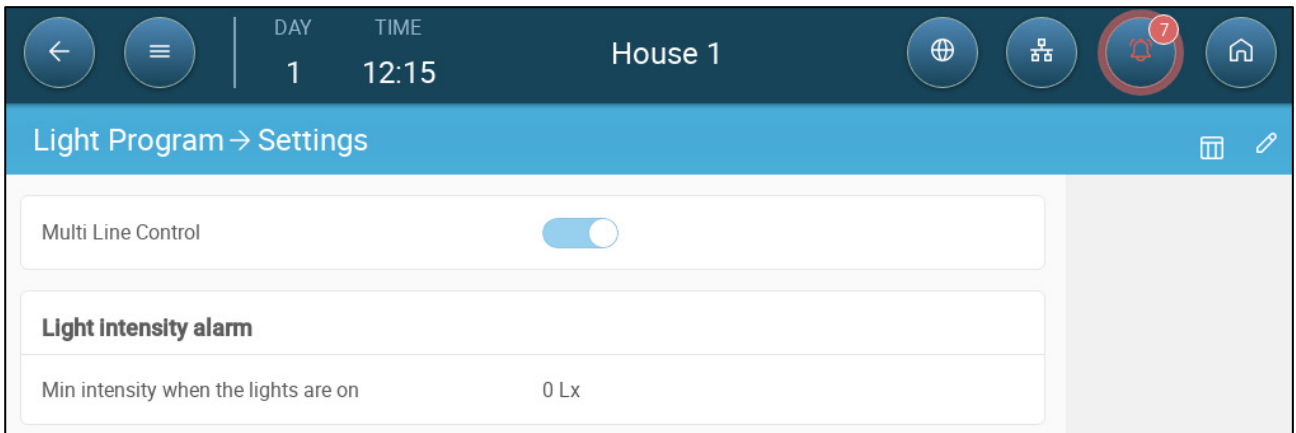 DAY TIME
1 12:15
House 1
7
Light Program → Settings
Multi Line Control
Light intensity alarm
Min intensity when the lights are on 0 Lx